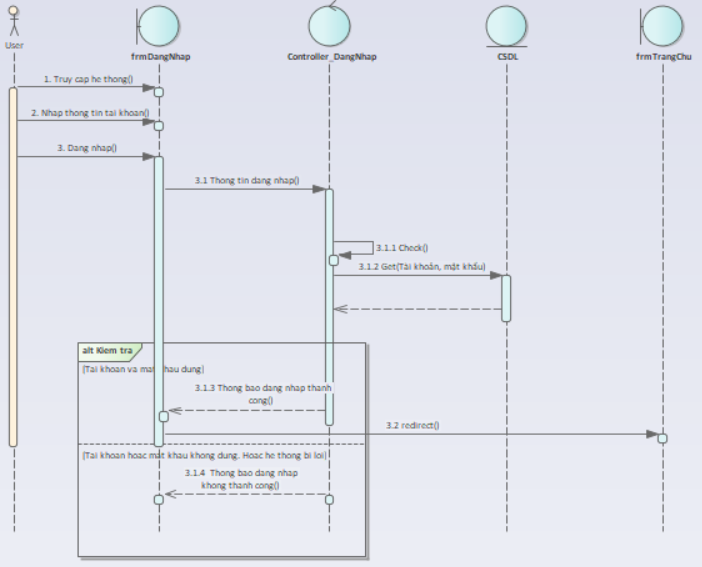 User
frmDangNhap
Controller_DangNhap
CSDL
frmTrangChu
1. Truy cap he thong()
2. Nhap thong tin tai khoan()
3. Dang nhap()
3.1 Thong tin dang nhap()
3.1.1 Check()
3.1.2 Get(Tài khoản, mật khẩu)
alt Kiem tra
[Tai khoan va mat khau dung]
3.1.3 Thong bao dang nhap thanh
cong()
3.2 redirect()
[Tai khoan hoac mat khau khong dung. Hoac he thong bi loi]
3.1.4 Thong bao dang nhap
khong thanh cong()